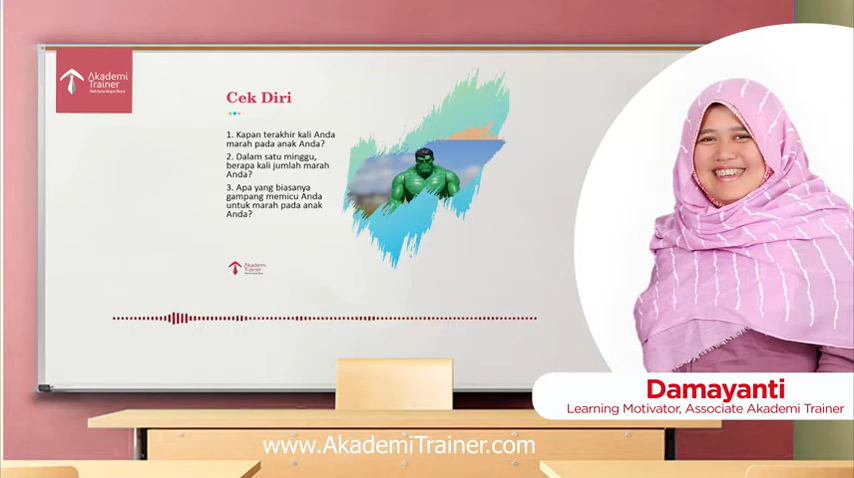 Akademi
Trainer
Cek Diri
1. Kapan terakhir kali Anda
marah pada anak Anda?
2. Dalam satu minggu,
berapa kali jumlah marah
Anda?
3. Apa yang biasanya
gampang memicu Anda
untuk marah pada anak
Anda?
Akademi
Trainer
Damayanti
Learning Motivator, Associate Akademi Trainer
www.AkademiTrainer.com